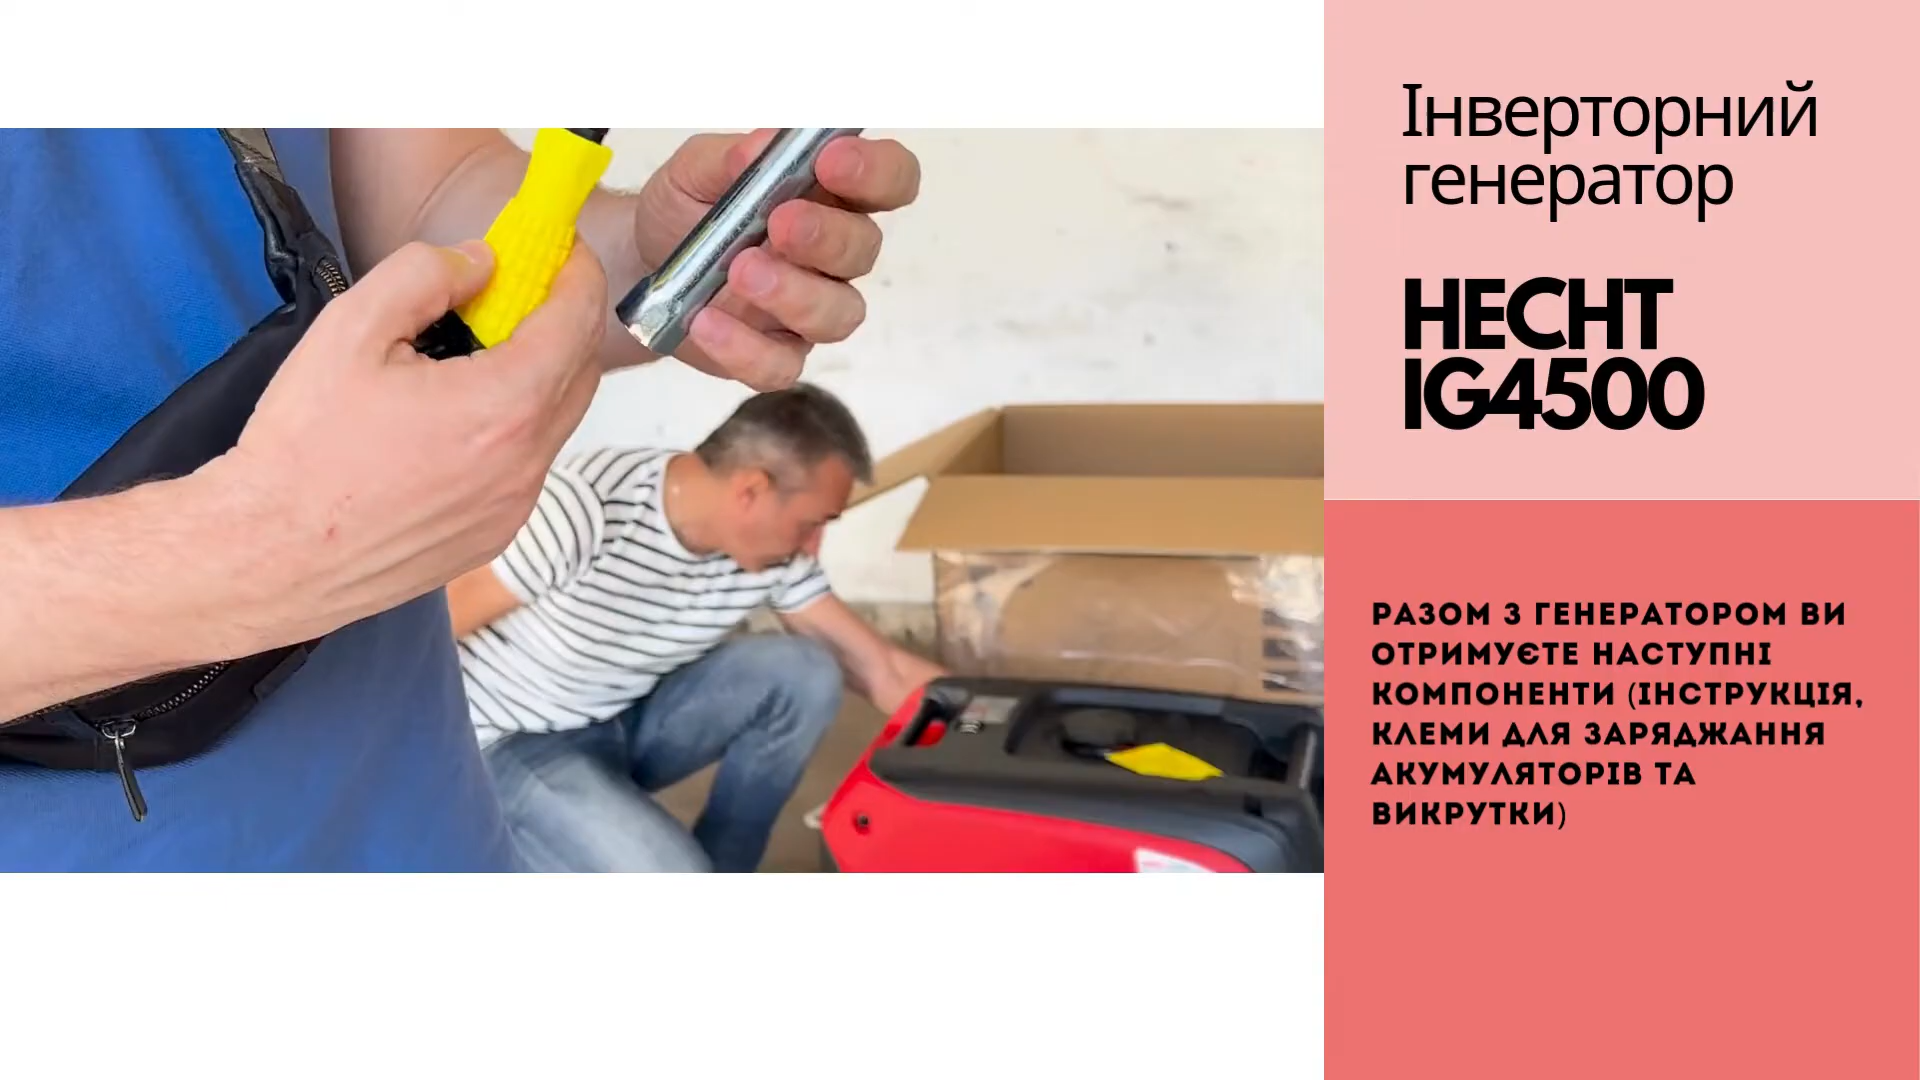 Інверторний
генератор
HECHT
IG4500
РАЗОМ З ГЕНЕРАТОРОМ ВИ
ОТРИМУЄТЕ НАСТУПНІ
КОМПОНЕНТИ (ІНСТРУКЦІЯ,
КЛЕМИ ДЛЯ ЗАРЯДЖАННЯ
АКУМУЛЯТОРІВ ТА
ВИКРУТКИ)